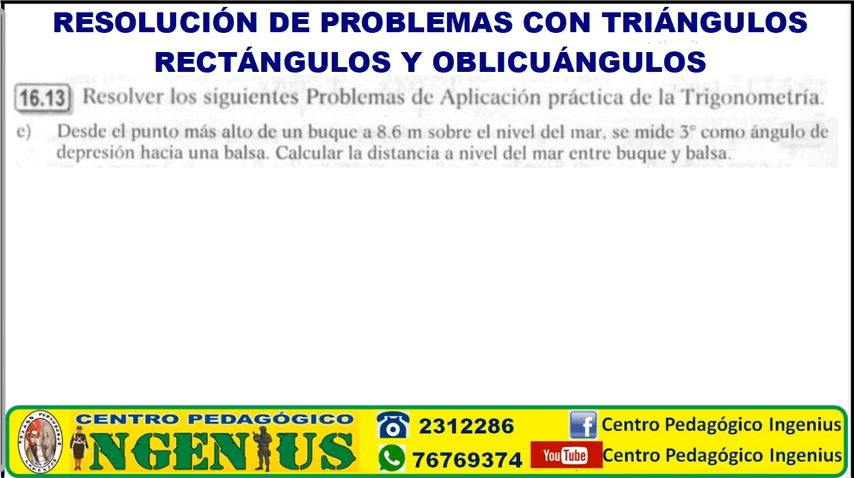 RESOLUCIÓN DE PROBLEMAS CON TRIÁNGULOS
RECTÁNGULOS Y OBLICUÁNGULOS
16.13 Resolver los siguientes Problemas de Aplicación práctica de la Trigonometría.
e) Desde el punto más alto de un buque a 8.6 m sobre el nivel del mar, se mide 3° como ángulo de
depresión hacia una balsa. Calcular la distancia a nivel del mar entre buque y balsa.
CENTRO PEDAGÓGICO
INGENIUS
2312286
76769374
f Centro Pedagógico Ingenius
YouTube Centro Pedagógico Ingenius